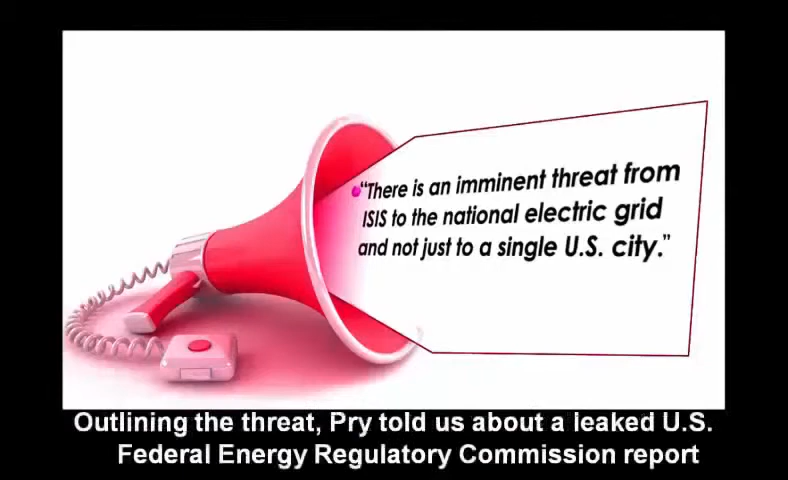 “There is an imminent threat from
ISIS to the national electric grid
and not just to a single U.S. city.”
Outlining the threat, Pry told us about a leaked U.S.
Federal Energy Regulatory Commission report